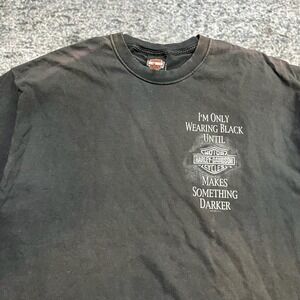 I'M ONLY
WEARING BLACK
UNTIL
MOTOR
HARLEY-DAVIDSON
CYCLES
MAKES
SOMETHING
DARKER